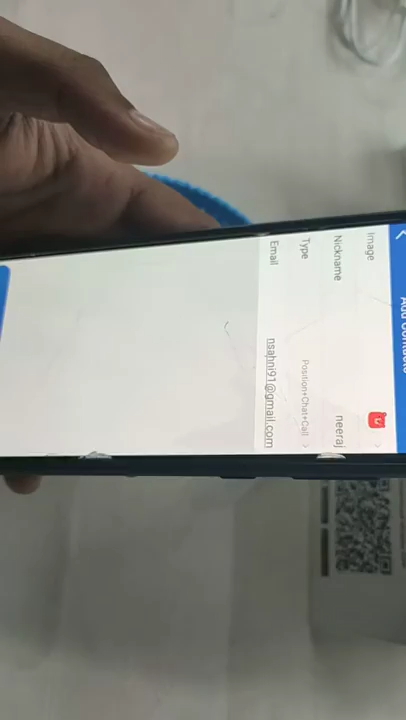 Add Contacts
Image
Nickname neeraj
Type Position+Chat+Call
Email nsahni91@gmail.com